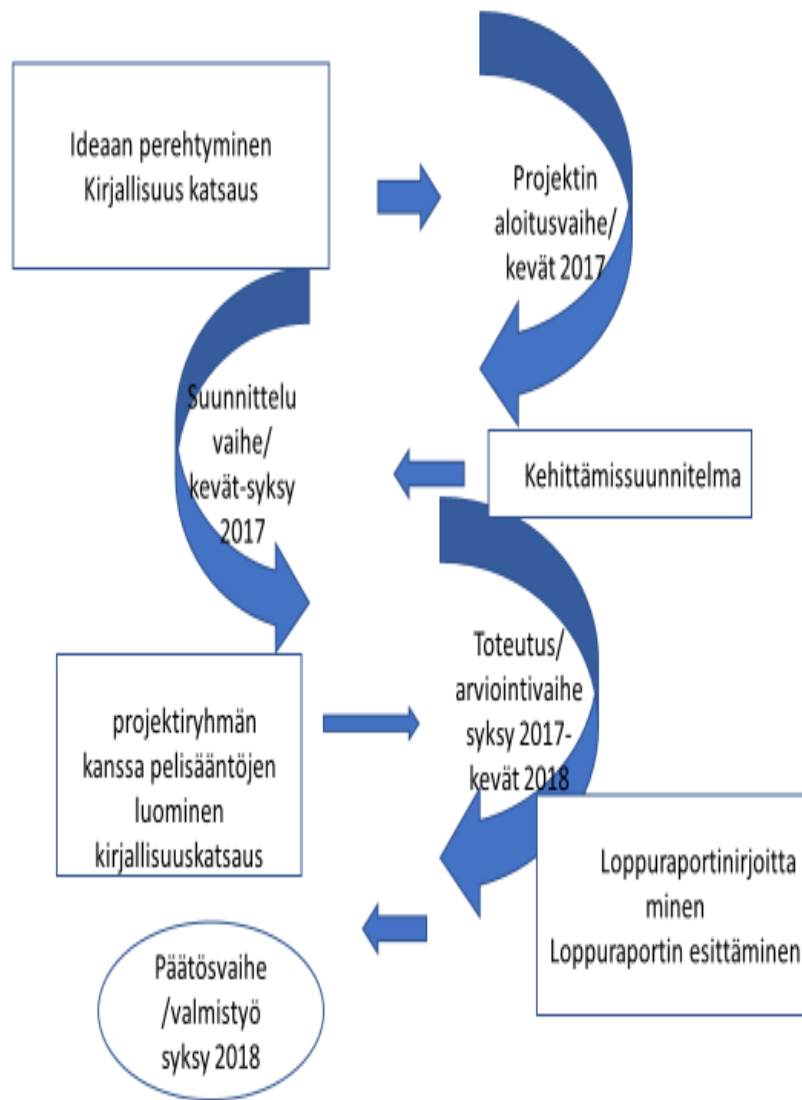 Ideaan perehtyminen
Kirjallisuus katsaus
Projektin
aloitusvaihe/
kevät 2017
Suunnittelu
vaihe/
kevät-syksy
2017
Kehittämissuunnitelma
projektiryhmän
kanssa pelisääntöjen
luominen
kirjallisuuskatsaus
Toteutus/
arviointivaihe
syksy 2017-
kevät 2018
Loppuraportinirjoitta
minen
Loppuraportin esittäminen
Päätösvaihe
/valmistyö
syksy 2018